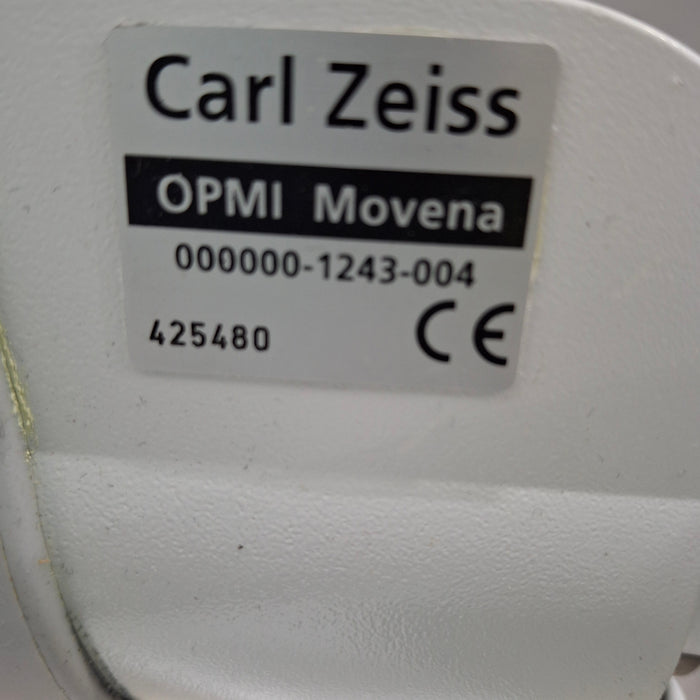 Carl Zeiss
OPMI Movena
000000-1243-004
425480 CE